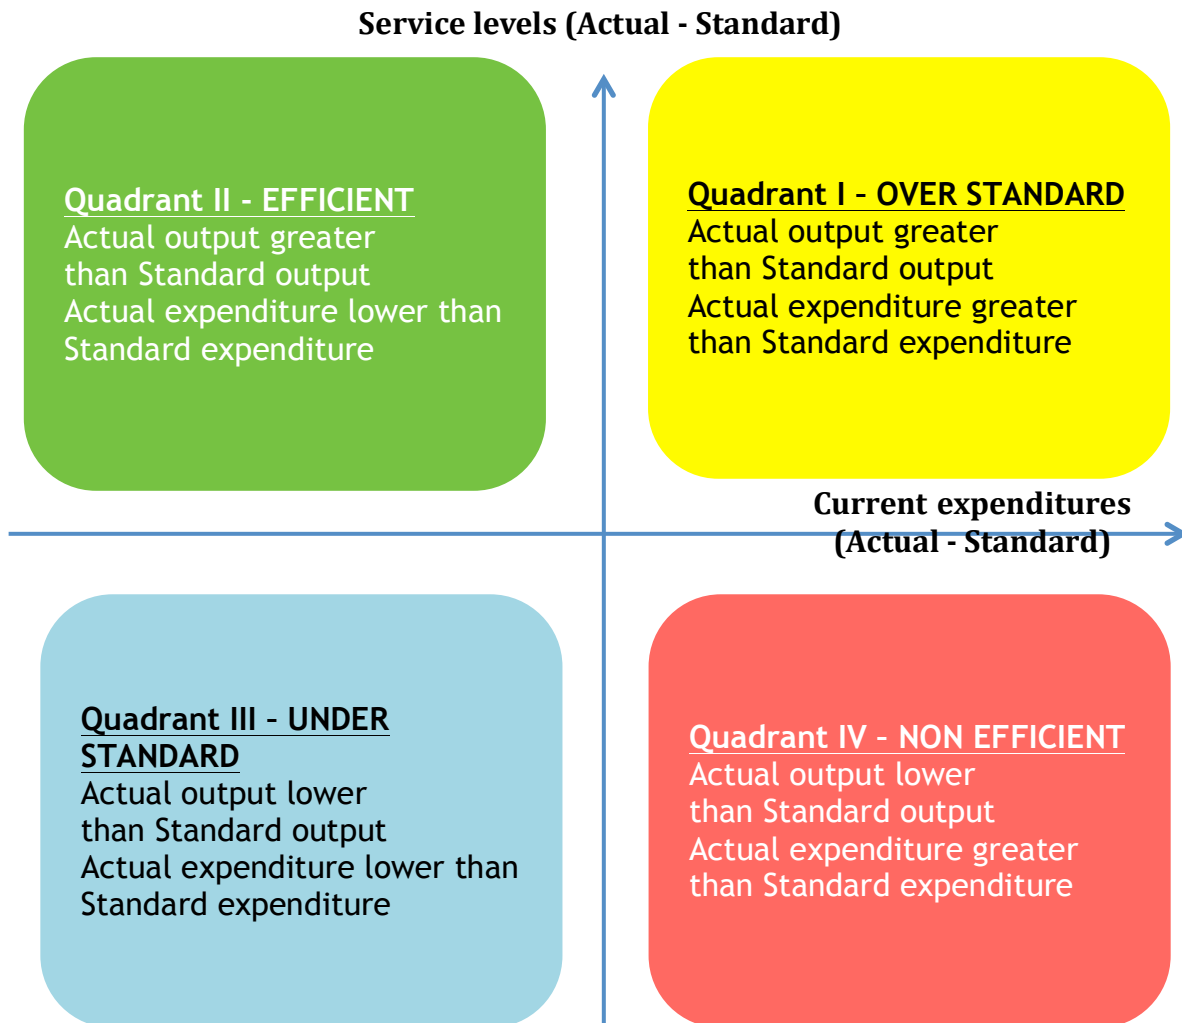 Service levels (Actual - Standard)
Quadrant II - EFFICIENT
Actual output greater
than Standard output
Actual expenditure lower than
Standard expenditure
Quadrant I – OVER STANDARD
Actual output greater
than Standard output
Actual expenditure greater
than Standard expenditure
Current expenditures
(Actual - Standard)
Quadrant III – UNDER
STANDARD
Actual output lower
than Standard output
Actual expenditure lower than
Standard expenditure
Quadrant IV – NON EFFICIENT
Actual output lower
than Standard output
Actual expenditure greater
than Standard expenditure